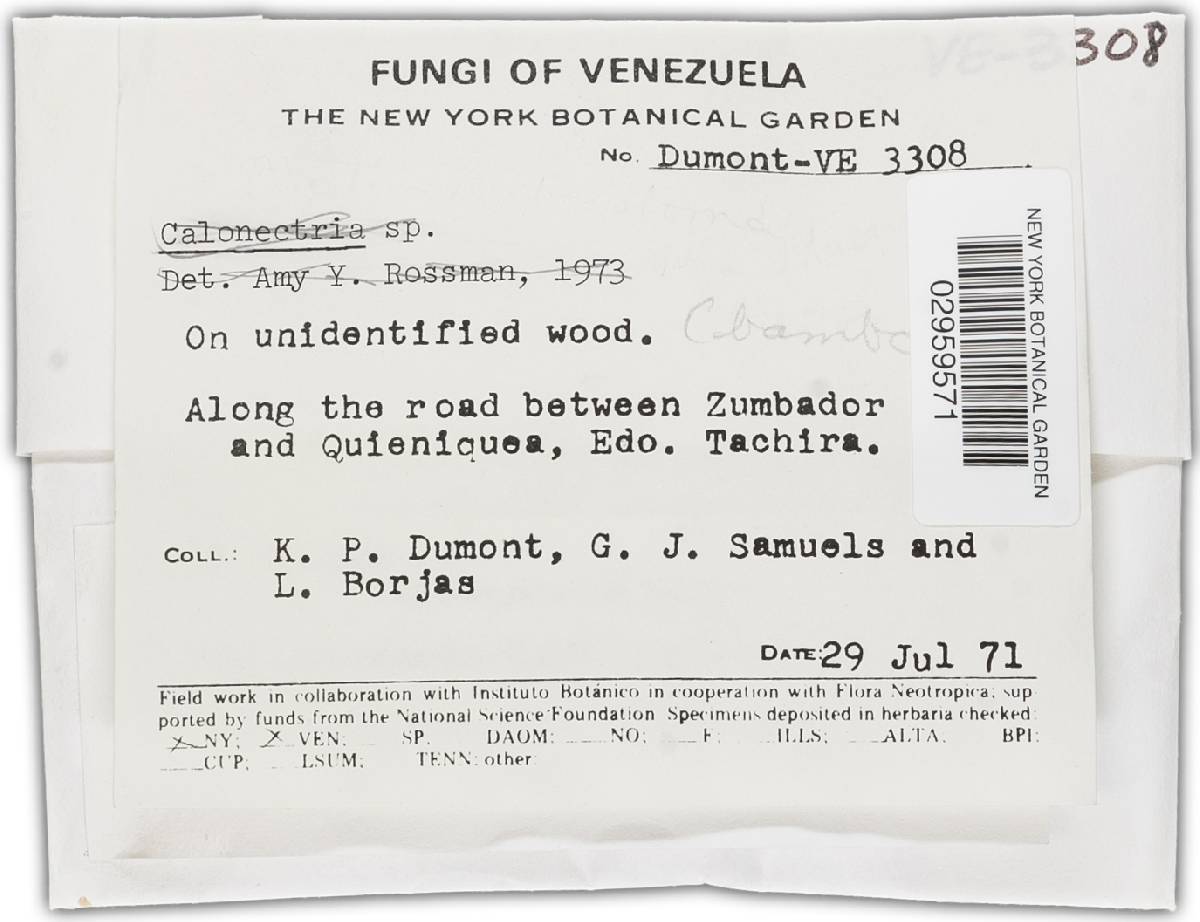 VE-3308
FUNGI OF VENEZUELA
THE NEW YORK BOTANICAL GARDEN
No. Dumont-VE 3308
Calonectria sp.
Det. Amy Y. Rossman, 1973
On unidentified wood.
Along the road between Zumbador
and Quieniquea, Edo. Tachira.
COLL.: K. P. Dumont, G. J. Samuels and
L. Borjas
DATE: 29 Jul 71
Field work in collaboration with Instituto Botánico in cooperation with Flora Neotropica; sup
ported by funds from the National Science Foundation Specimens deposited in herbaria checked:
X NY; X VEN; SP. DAOM; NO; F; ILLS; ALTA. BPI;
CUP; LSUM; TENN; other:
NEW YORK BOTANICAL GARDEN
02959571